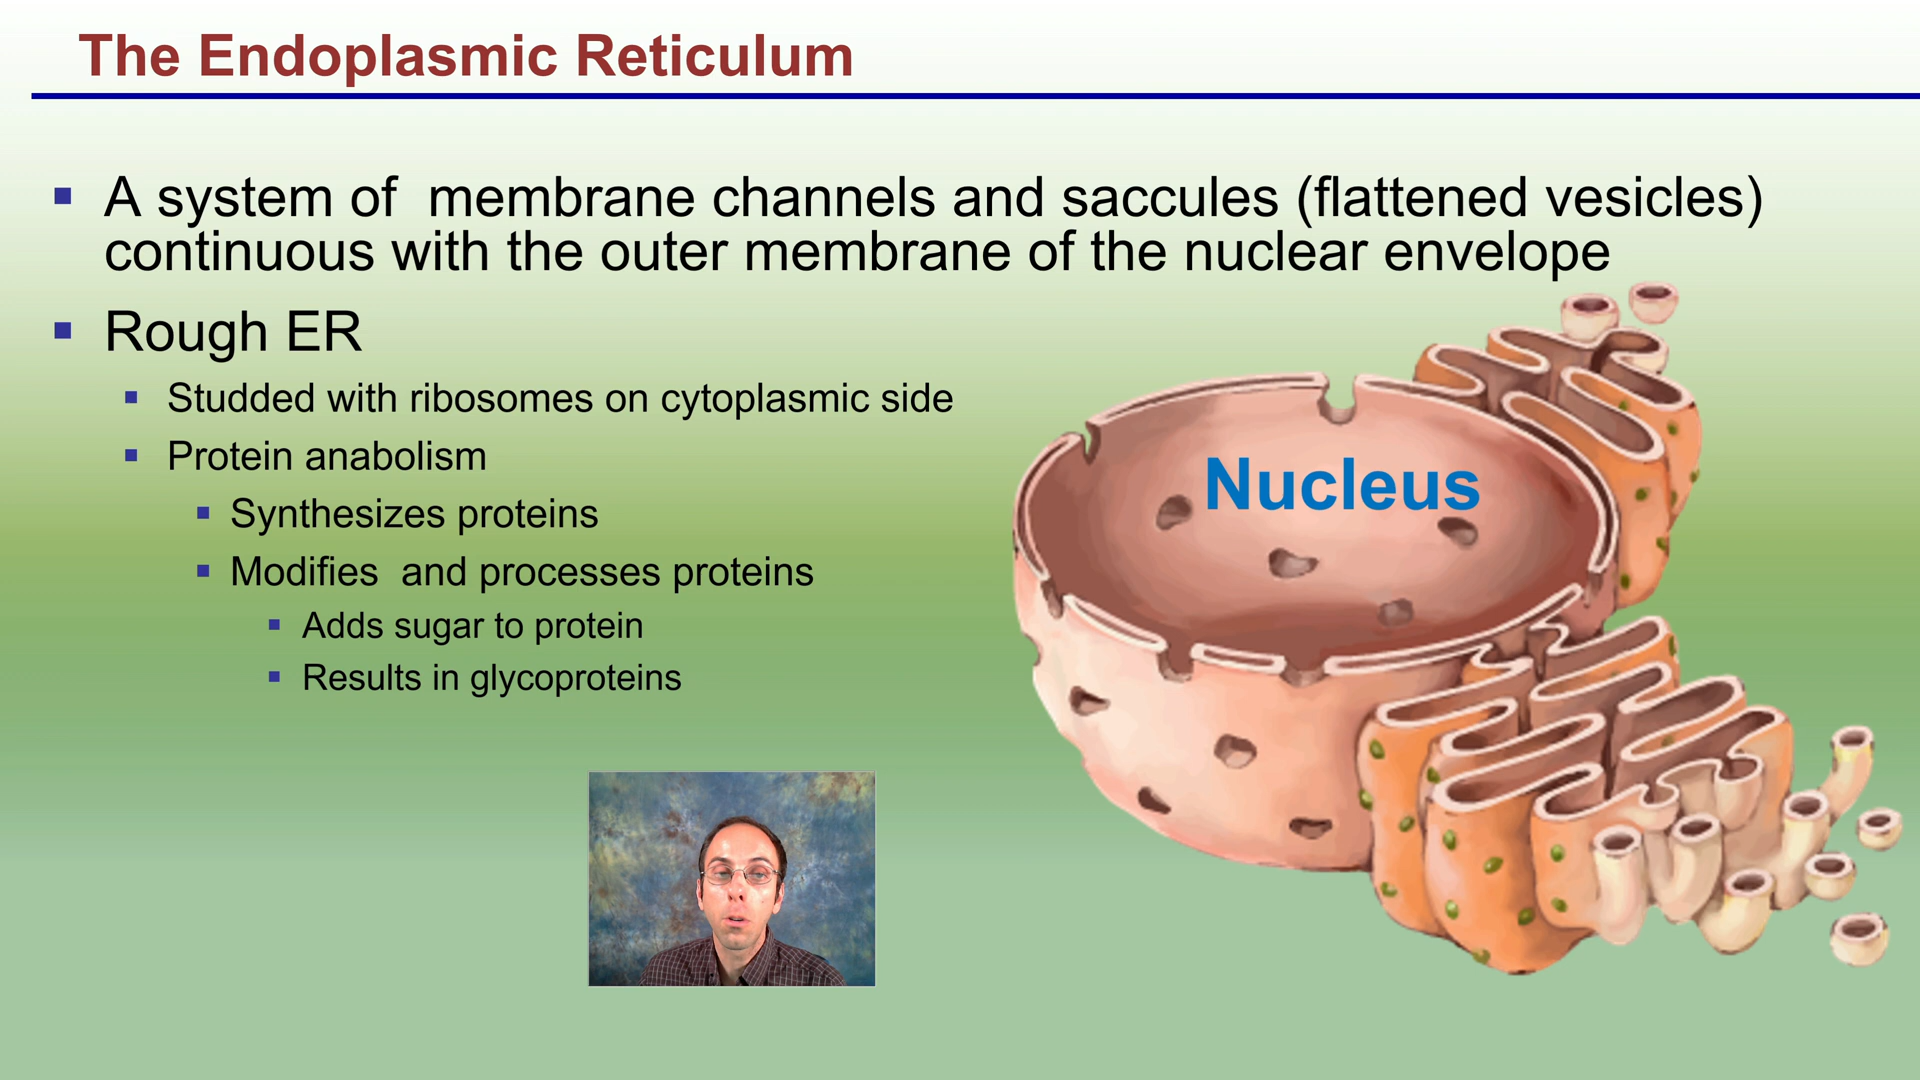 The Endoplasmic Reticulum
A system of  membrane channels and saccules (flattened vesicles)
continuous with the outer membrane of the nuclear envelope
Rough ER
Studded with ribosomes on cytoplasmic side
Protein anabolism
Synthesizes proteins
Modifies  and processes proteins
Adds sugar to protein
Results in glycoproteins
Nucleus